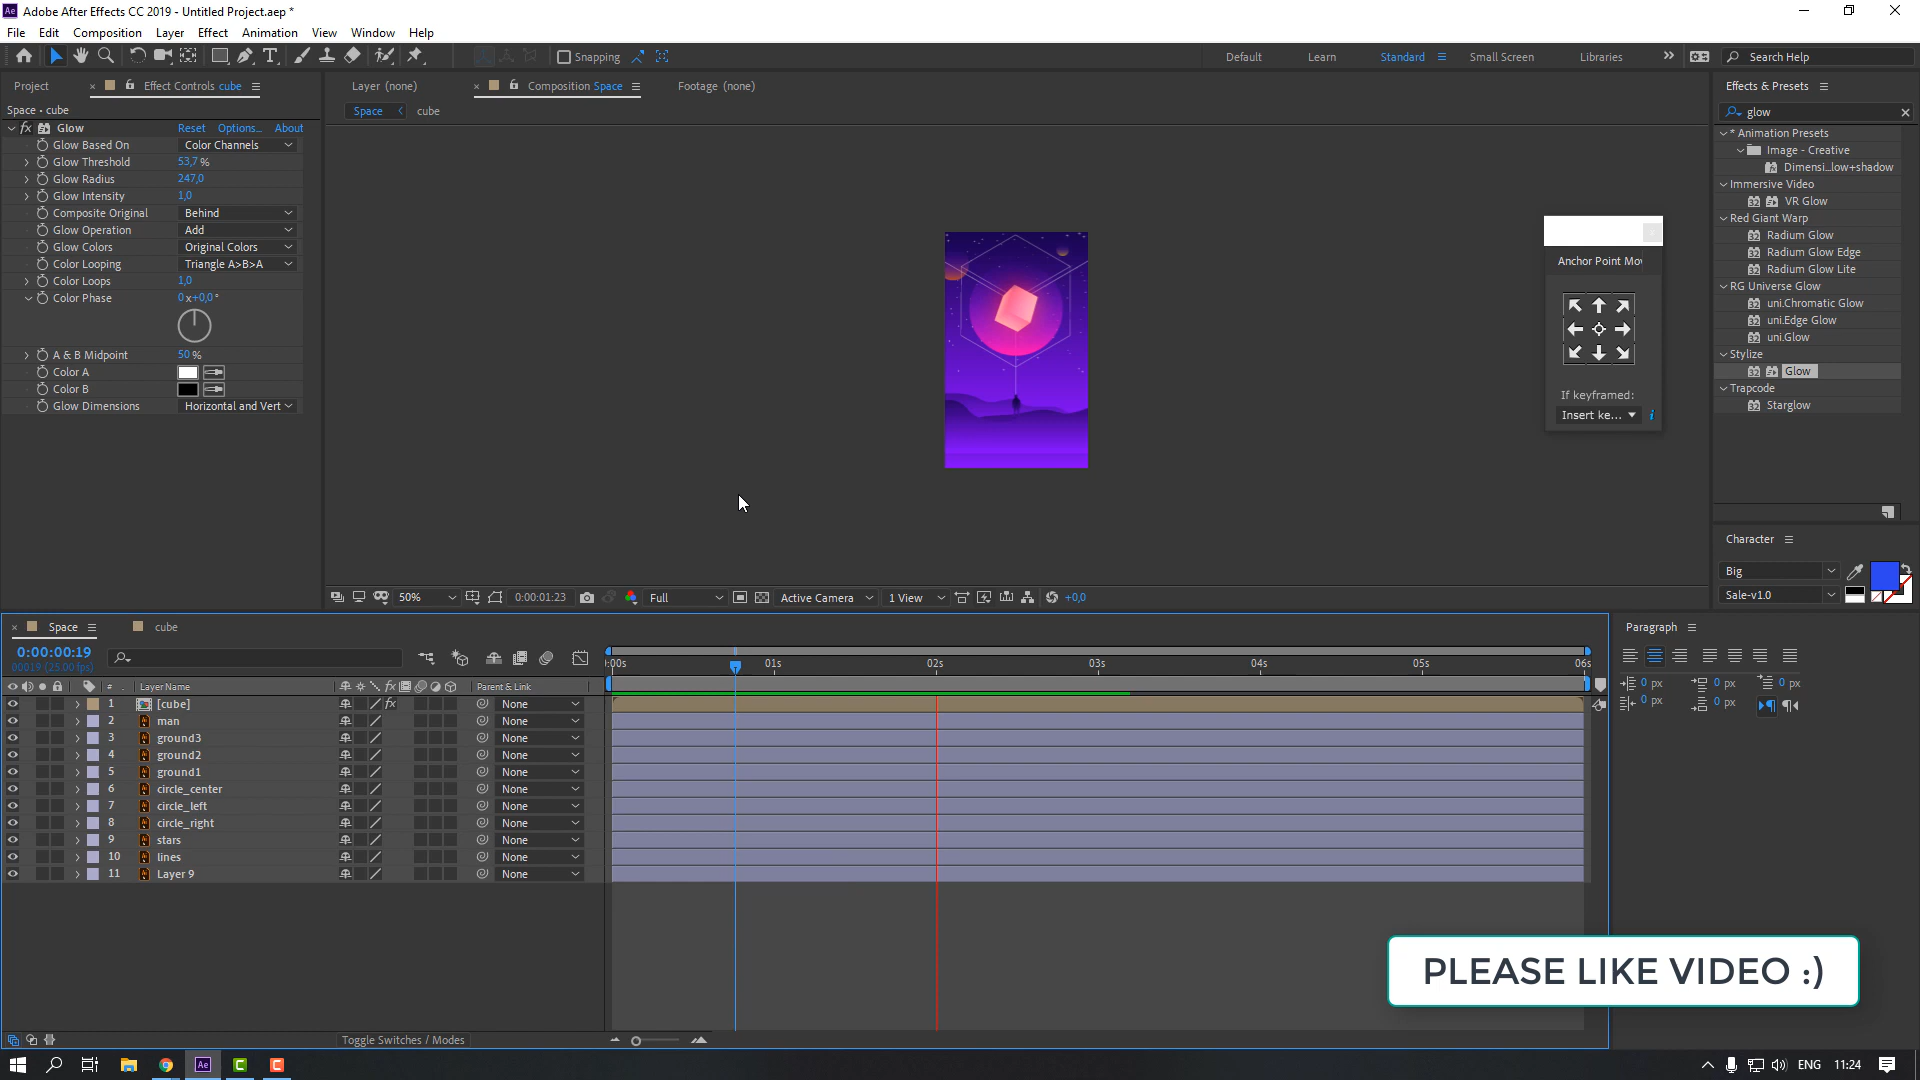 Adobe After Effects CC 2019 - Untitled Project.aep *
File Edit Composition Layer Effect Animation View Window Help
Snapping Default Learn Standard Small Screen Libraries Search Help
Project Effect Controls cube Layer (none) Composition Space Footage (none) Effects & Presets
Space • cube
Space cube
glow
Glow Reset Options... About
Glow Based On Color Channels
Glow Threshold 53,7 %
Glow Radius 247,0
Glow Intensity 1,0
Composite Original Behind
Glow Operation Add
Glow Colors Original Colors
Color Looping Triangle A>B>A
Color Loops 1,0
Color Phase 0 x+0,0 °
A & B Midpoint 50 %
Color A
Color B
Glow Dimensions Horizontal and Vert
Anchor Point Mo
If keyframed:
Insert ke...
* Animation Presets
Image - Creative
Dimensi...low+shadow
Immersive Video
VR Glow
Red Giant Warp
Radium Glow
Radium Glow Edge
Radium Glow Lite
RG Universe Glow
uni.Chromatic Glow
uni.Edge Glow
uni.Glow
Stylize
Glow
Trapcode
Starglow
Character
Big
Sale-v1.0
50% 0:00:01:23 Full Active Camera 1 View +0,0
Space cube
0:00:00:19
00019 (25.00 fps)
:00s 01s 02s 03s 04s 05s 06s
# Layer Name Parent & Link
1 [cube] None
2 man None
3 ground3 None
4 ground2 None
5 ground1 None
6 circle_center None
7 circle_left None
8 circle_right None
9 stars None
10 lines None
11 Layer 9 None
Paragraph
0 px 0 px 0 px
0 px 0 px
PLEASE LIKE VIDEO :)
Toggle Switches / Modes
ENG 11:24